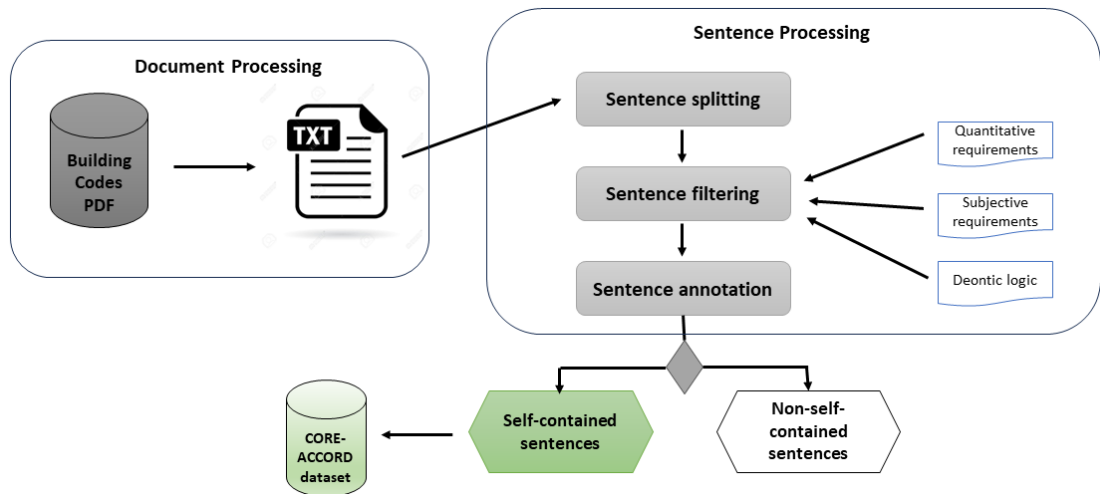 Document Processing
Building
Codes
PDF
TXT
Sentence Processing
Sentence splitting
Sentence filtering
Sentence annotation
Quantitative
requirements
Subjective
requirements
Deontic logic
Self-contained
sentences
Non-self-
contained
sentences
CORE-
ACCORD
dataset